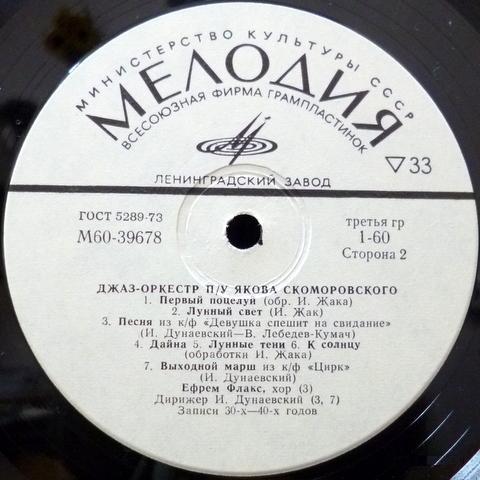 МИНИСТЕРСТВО КУЛЬТУРЫ СССР
МЕЛОДИЯ
ВСЕСОЮЗНАЯ ФИРМА ГРАМПЛАСТИНОК
▽33
ЛЕНИНГРАДСКИЙ ЗАВОД
ГОСТ 5289-73
М60-39678
третья гр
1-60
Сторона 2
ДЖАЗ-ОРКЕСТР П/У ЯКОВА СКОМОРОВСКОГО
1. Первый поцелуй (обр. И. Жака)
2. Лунный свет (И. Жак)
3. Песня из к/ф «Девушка спешит на свидание»
(И. Дунаевский—В. Лебедев-Кумач)
4. Дайна 5. Лунные тени 6. К солнцу
(обработки И. Жака)
7. Выходной марш из к/ф «Цирк»
(И. Дунаевский)
Ефрем Флакс, хор (3)
Дирижер И. Дунаевский (3, 7)
Записи 30-х—40-х годов